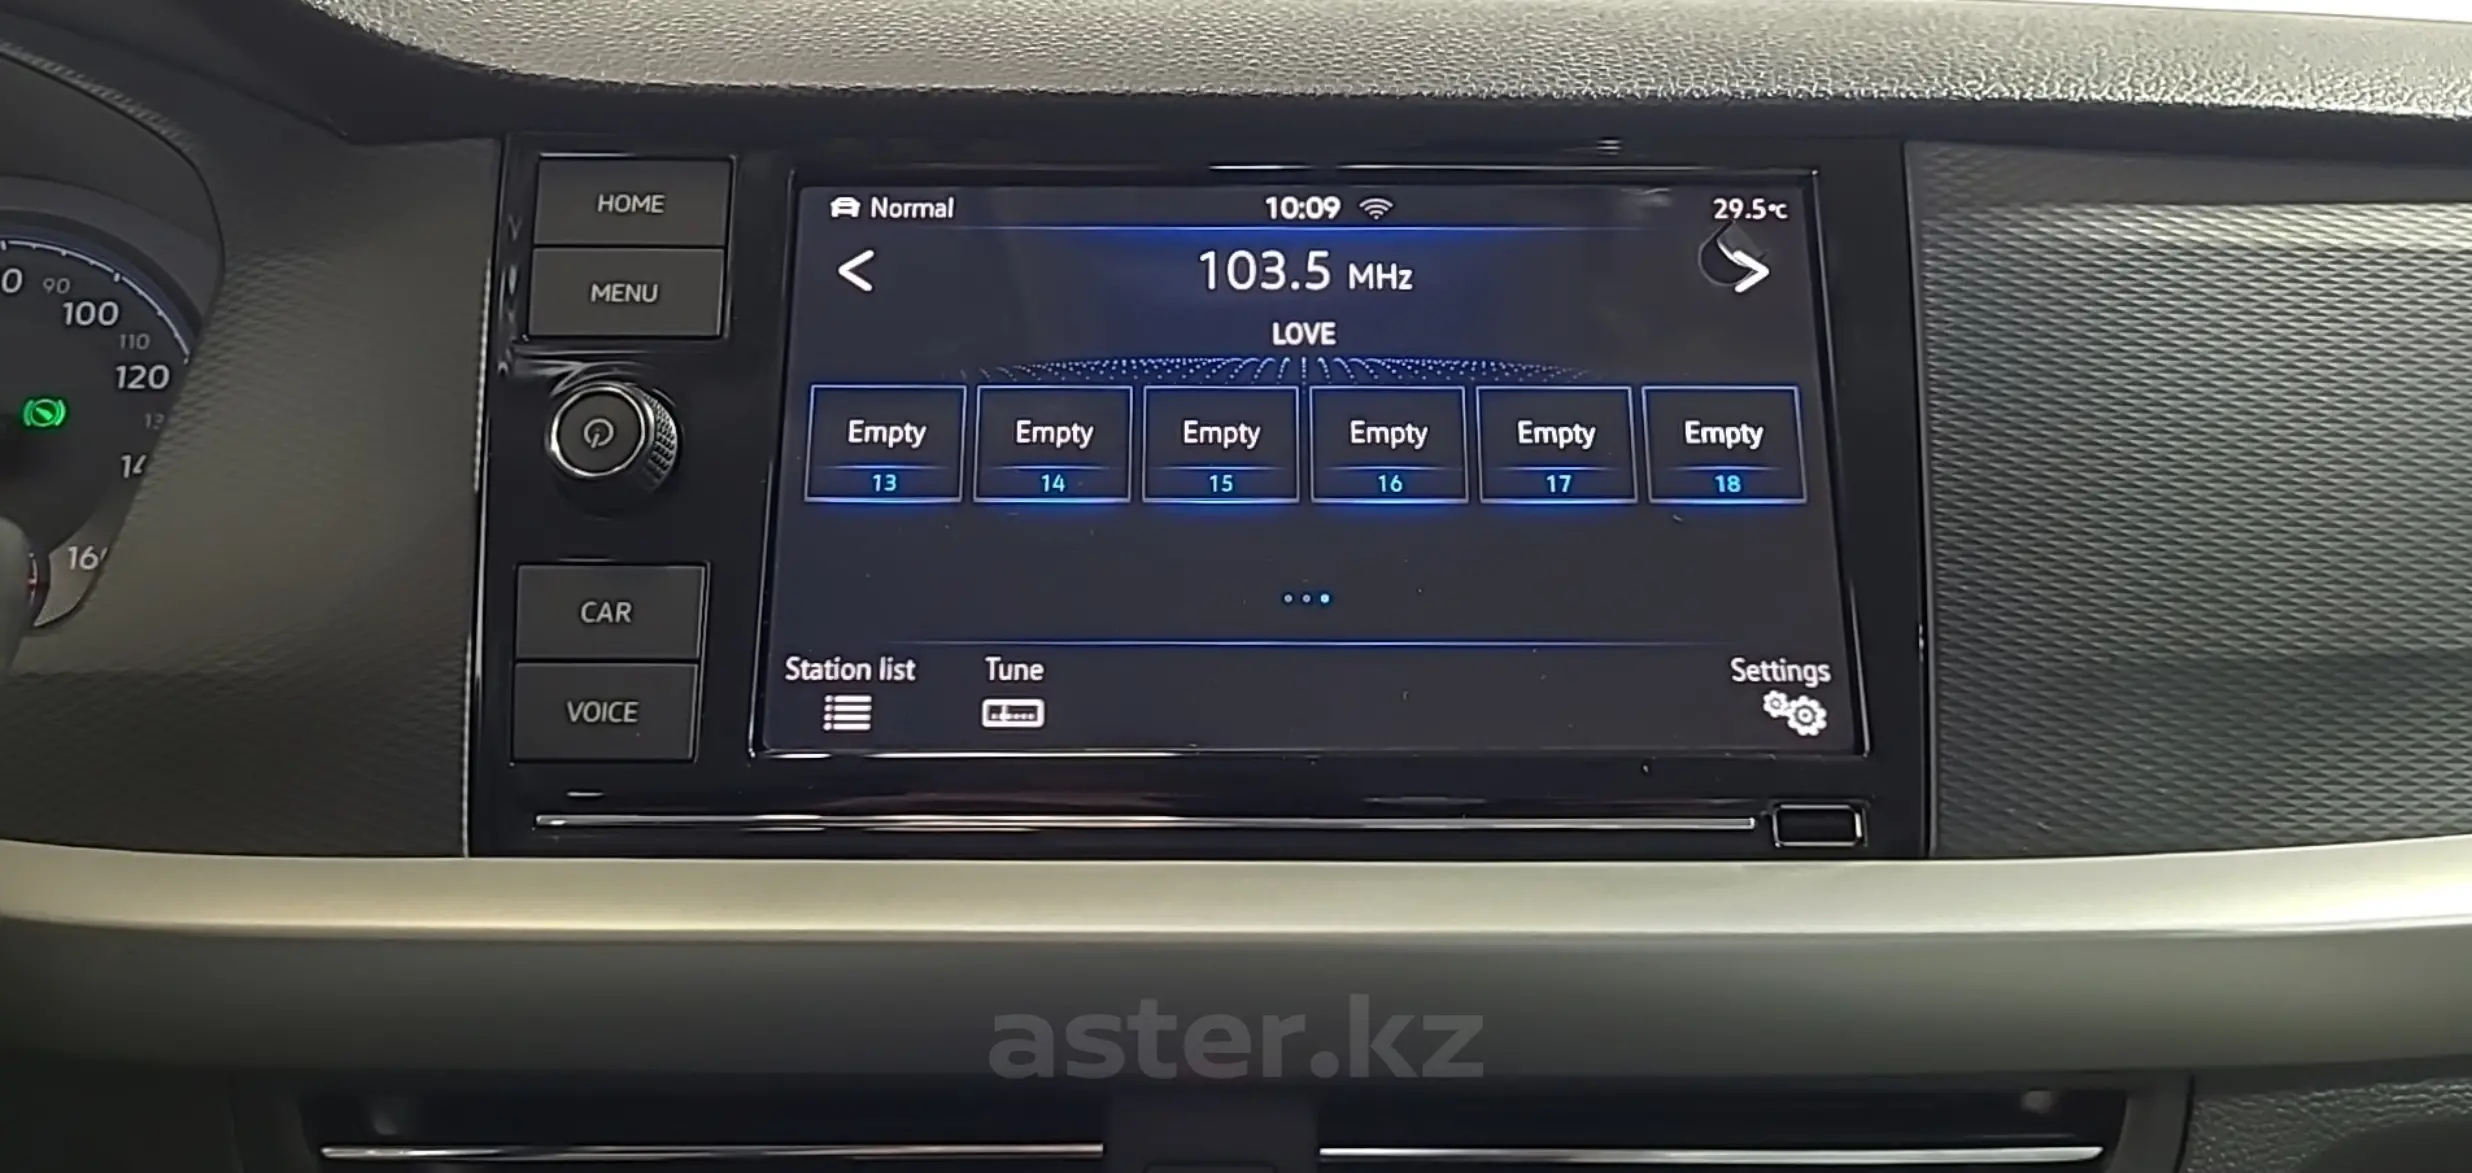 HOME
MENU
CAR
VOICE
Normal
10:09
29.5°C
103.5 MHz
LOVE
Empty Empty Empty Empty Empty Empty
13 14 15 16 17 18
Station list
Tune
Settings
90
100
110
120
aster.kz